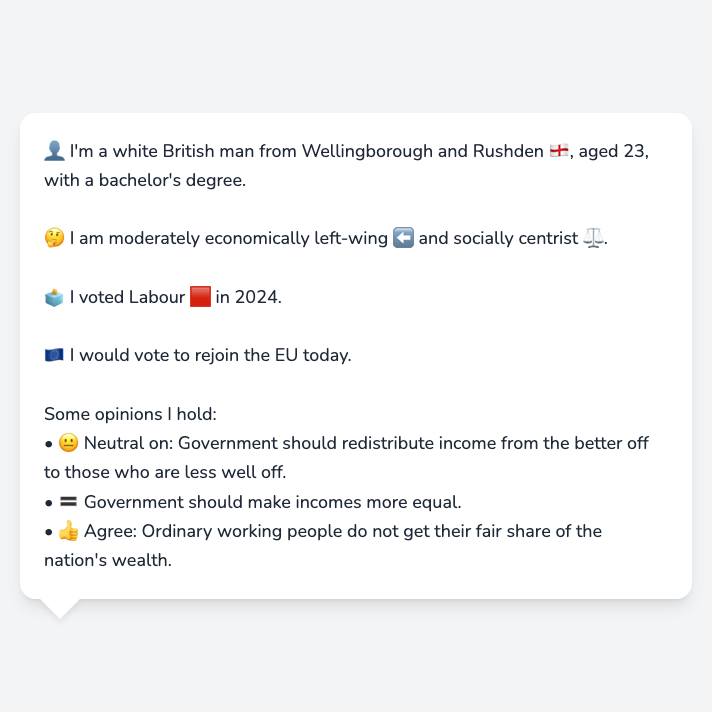 👤 I'm a white British man from Wellingborough and Rushden 🏴󠁧󠁢󠁥󠁮󠁧󠁿, aged 23,
with a bachelor's degree.
🤔 I am moderately economically left-wing ⬅️ and socially centrist ⚖️.
🗳️ I voted Labour 🟥 in 2024.
🇪🇺 I would vote to rejoin the EU today.
Some opinions I hold:
• 😐 Neutral on: Government should redistribute income from the better off
to those who are less well off.
• 🟰 Government should make incomes more equal.
• 👍 Agree: Ordinary working people do not get their fair share of the
nation's wealth.